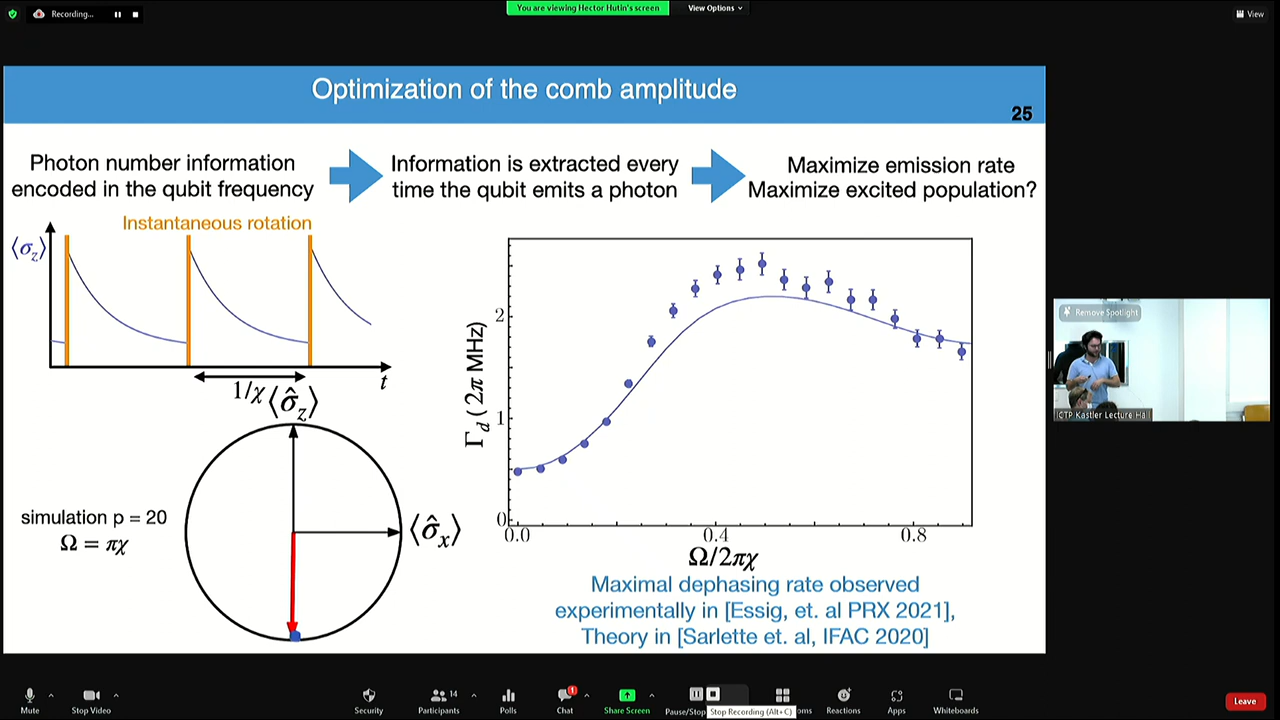 Recording...
You are viewing Hector Hutin's screen
View Options
View
Optimization of the comb amplitude
25
Photon number information
encoded in the qubit frequency
Information is extracted every
time the qubit emits a photon
Maximize emission rate
Maximize excited population?
Instantaneous rotation
⟨σz⟩
1/χ
t
⟨σ̂z⟩
⟨σ̂x⟩
simulation p = 20
Ω = πχ
Γd (2π MHz)
2
1
0
0.0
0.4
0.8
Ω/2πχ
Maximal dephasing rate observed
experimentally in [Essig, et. al PRX 2021],
Theory in [Sarlette et. al, IFAC 2020]
Remove Spotlight
ICTP Kastler Lecture Hall
Mute
Stop Video
Security
14
Participants
Polls
1
Chat
Share Screen
Pause/Stop
Stop Recording (Alt+C)
oms
Reactions
Apps
Whiteboards
Leave